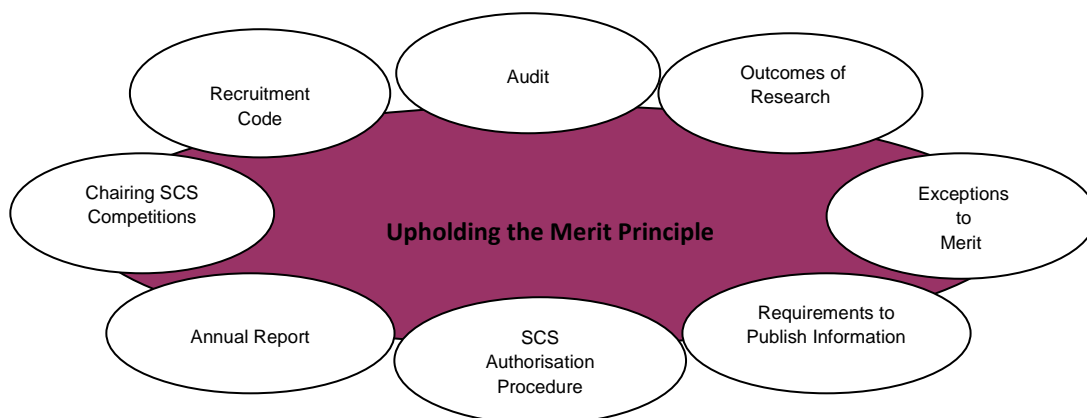 Audit
Outcomes of
Research
Recruitment
Code
Chairing SCS
Competitions
Exceptions
to
Merit
Upholding the Merit Principle
Annual Report
SCS
Authorisation
Procedure
Requirements to
Publish Information